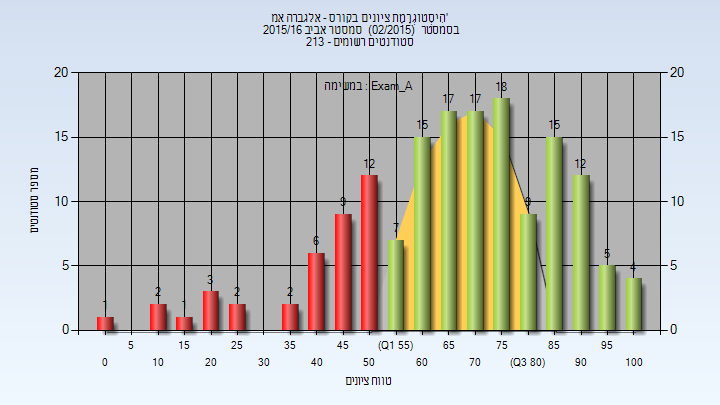 היסטוגרמת ציונים בקורס - אלגברה אמ'
בסמסטר (02/2015) סמסטר אביב 2015/16
סטודנטים רשומים - 213
במשימה : Exam_A
20 20
15 15
10 10
5 5
0 0
1 2 1 3 2 2 6 9 12 7 15 17 17 18 9 15 12 5 4
מספר סטודנטים
5 15 25 35 45 (Q1 55) 65 75 85 95
0 10 20 30 40 50 60 70 (Q3 80) 90 100
טווח ציונים